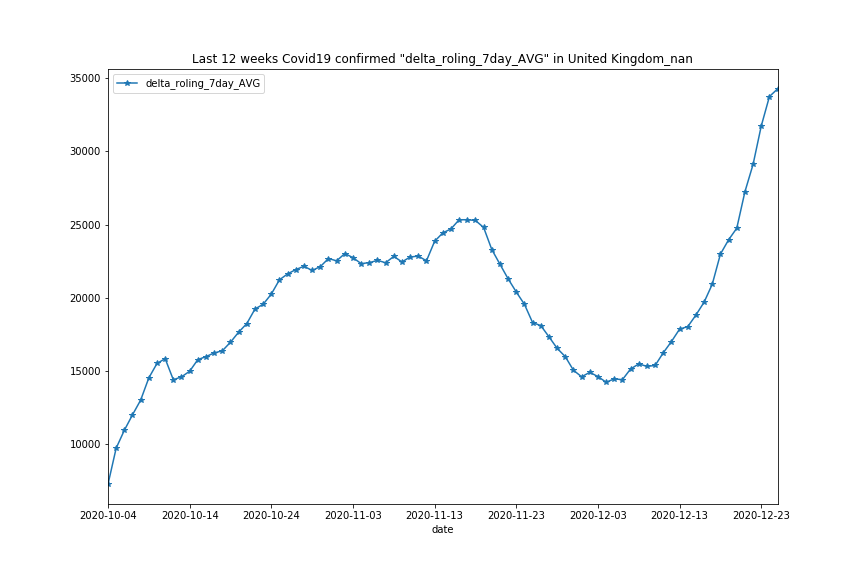 Last 12 weeks Covid19 confirmed "delta_roling_7day_AVG" in United Kingdom_nan
delta_roling_7day_AVG
35000
30000
25000
20000
15000
10000
2020-10-04 2020-10-14 2020-10-24 2020-11-03 2020-11-13 2020-11-23 2020-12-03 2020-12-13 2020-12-23
date